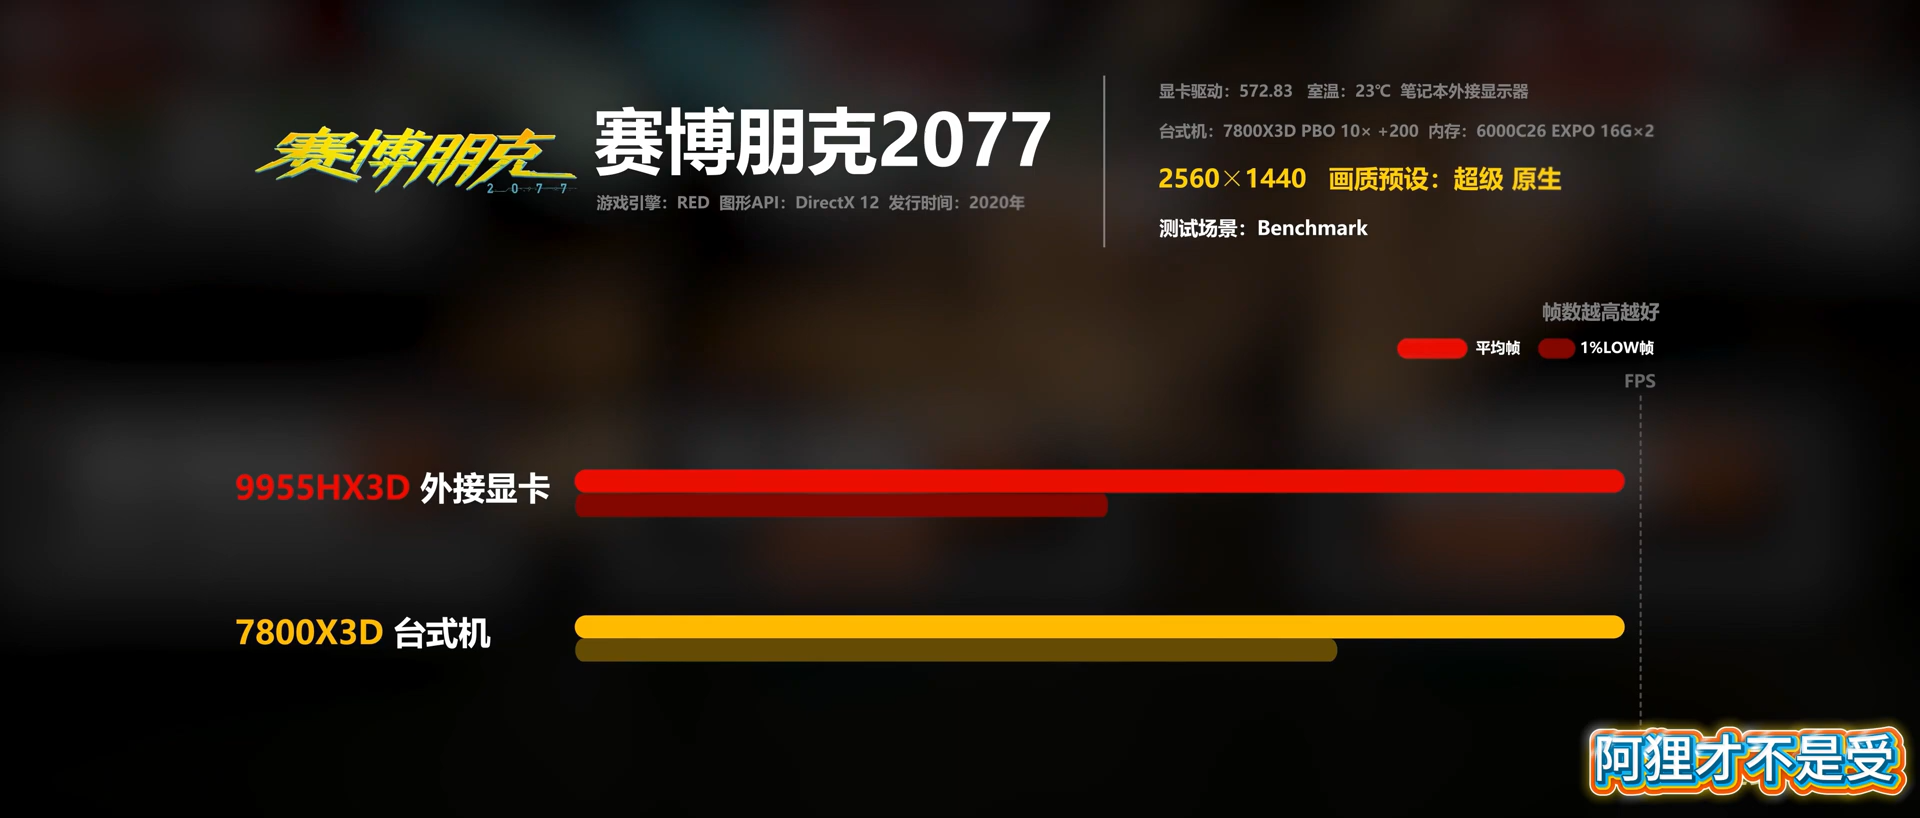 赛博朋克
2077
赛博朋克2077
游戏引擎：RED 图形API：DirectX 12 发行时间：2020年
显卡驱动：572.83 室温：23℃ 笔记本外接显示器
台式机：7800X3D PBO 10× +200 内存：6000C26 EXPO 16G×2
2560×1440 画质预设：超级 原生
测试场景：Benchmark
帧数越高越好
平均帧 1%LOW帧
FPS
9955HX3D 外接显卡
7800X3D 台式机
阿狸才不是受